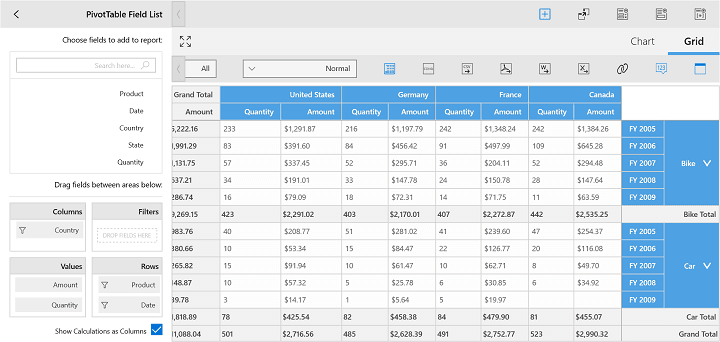 PivotTable Field List
Choose fields to add to report:
Search here...
Product
Date
Country
State
Quantity
Drag fields between areas below:
Columns
Filters
Country
DROP FIELDS HERE
Values
Rows
Amount
Product
Quantity
Date
Show Calculations as Columns
Chart
Grid
All
Normal
Grand Total United States Germany France Canada
Amount Quantity Amount Quantity Amount Quantity Amount Quantity Amount
5,222.16 233 $1,291.87 216 $1,197.79 242 $1,348.24 242 $1,384.26 FY 2005
1,991.29 83 $391.60 84 $456.42 91 $497.99 109 $645.28 FY 2006
1,131.75 57 $337.45 52 $295.71 36 $204.11 52 $294.48 FY 2007 Bike
637.21 34 $191.01 33 $147.78 24 $150.78 28 $147.64 FY 2008
286.74 16 $79.09 18 $72.31 14 $71.75 11 $63.59 FY 2009
9,269.15 423 $2,291.02 403 $2,170.01 407 $2,272.87 442 $2,535.25 Bike Total
983.76 40 $208.77 51 $281.02 41 $239.60 47 $254.37 FY 2005
380.66 10 $53.34 15 $84.47 22 $126.77 20 $116.08 FY 2006
265.82 15 $91.94 10 $61.47 10 $62.71 8 $49.70 FY 2007 Car
148.87 10 $57.32 5 $25.78 6 $30.85 6 $34.92 FY 2008
39.78 3 $14.17 1 $5.64 5 $19.97 FY 2009
1,818.89 78 $425.54 82 $458.38 84 $479.90 81 $455.07 Car Total
11,088.04 501 $2,716.56 485 $2,628.39 491 $2,752.77 523 $2,990.32 Grand Total